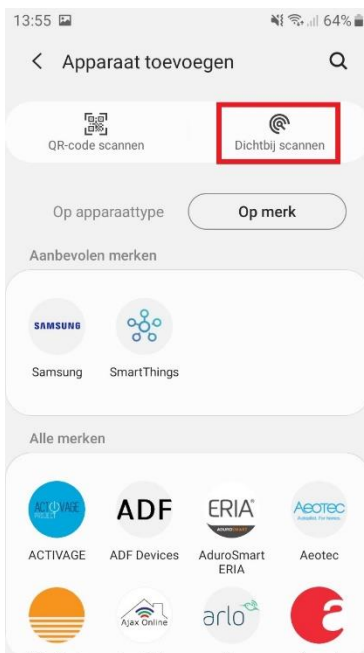 13:55 64%
Apparaat toevoegen
QR-code scannen Dichtbij scannen
Op apparaattype Op merk
Aanbevolen merken
SAMSUNG
Samsung SmartThings
Alle merken
ADF ERIA Aeotec
ACTIVAGE ADF Devices AduroSmart Aeotec
ERIA
Ajax Online arlo a